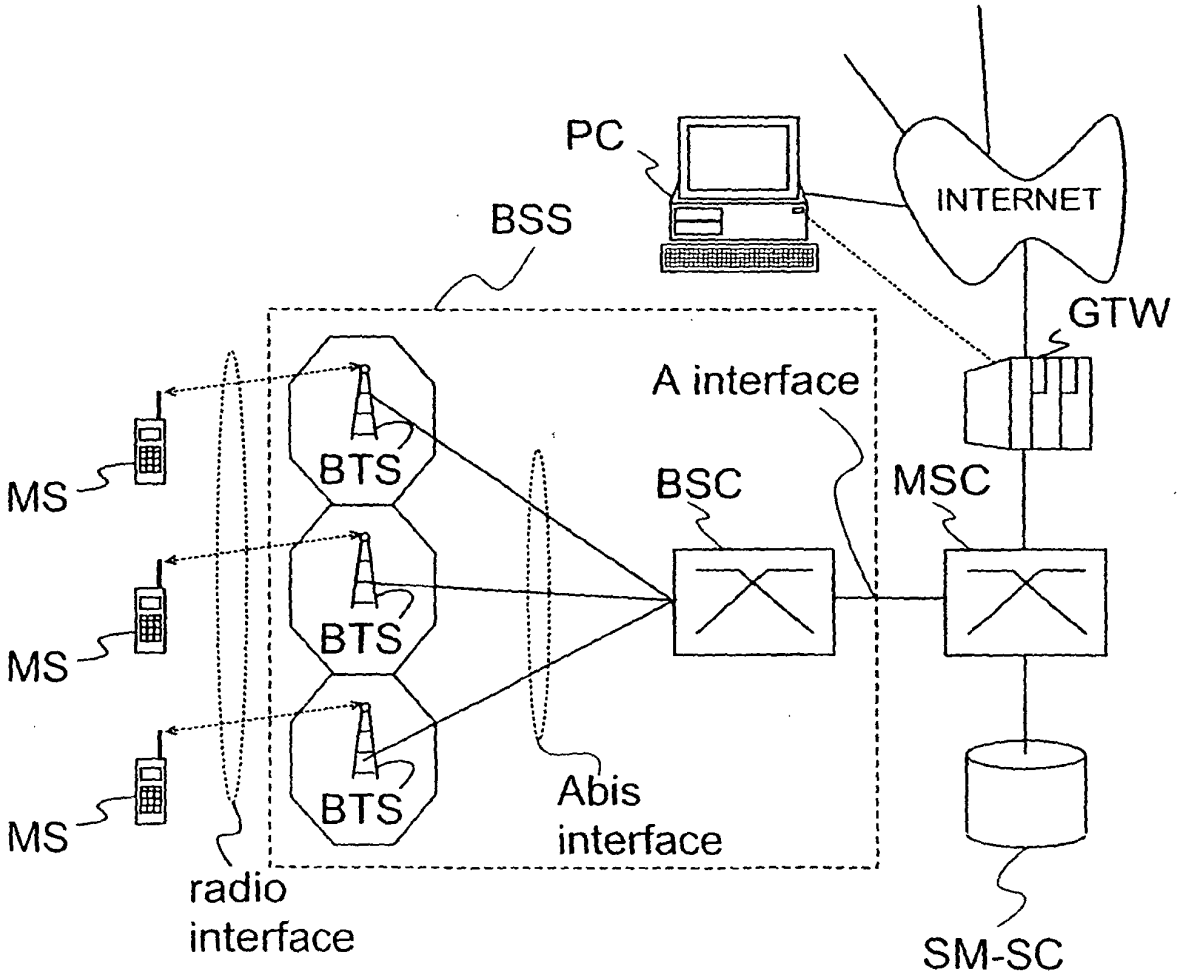 PC
INTERNET
BSS
GTW
A interface
BTS
BSC
MSC
MS
BTS
MS
BTS
Abis
interface
MS
radio
interface
SM-SC